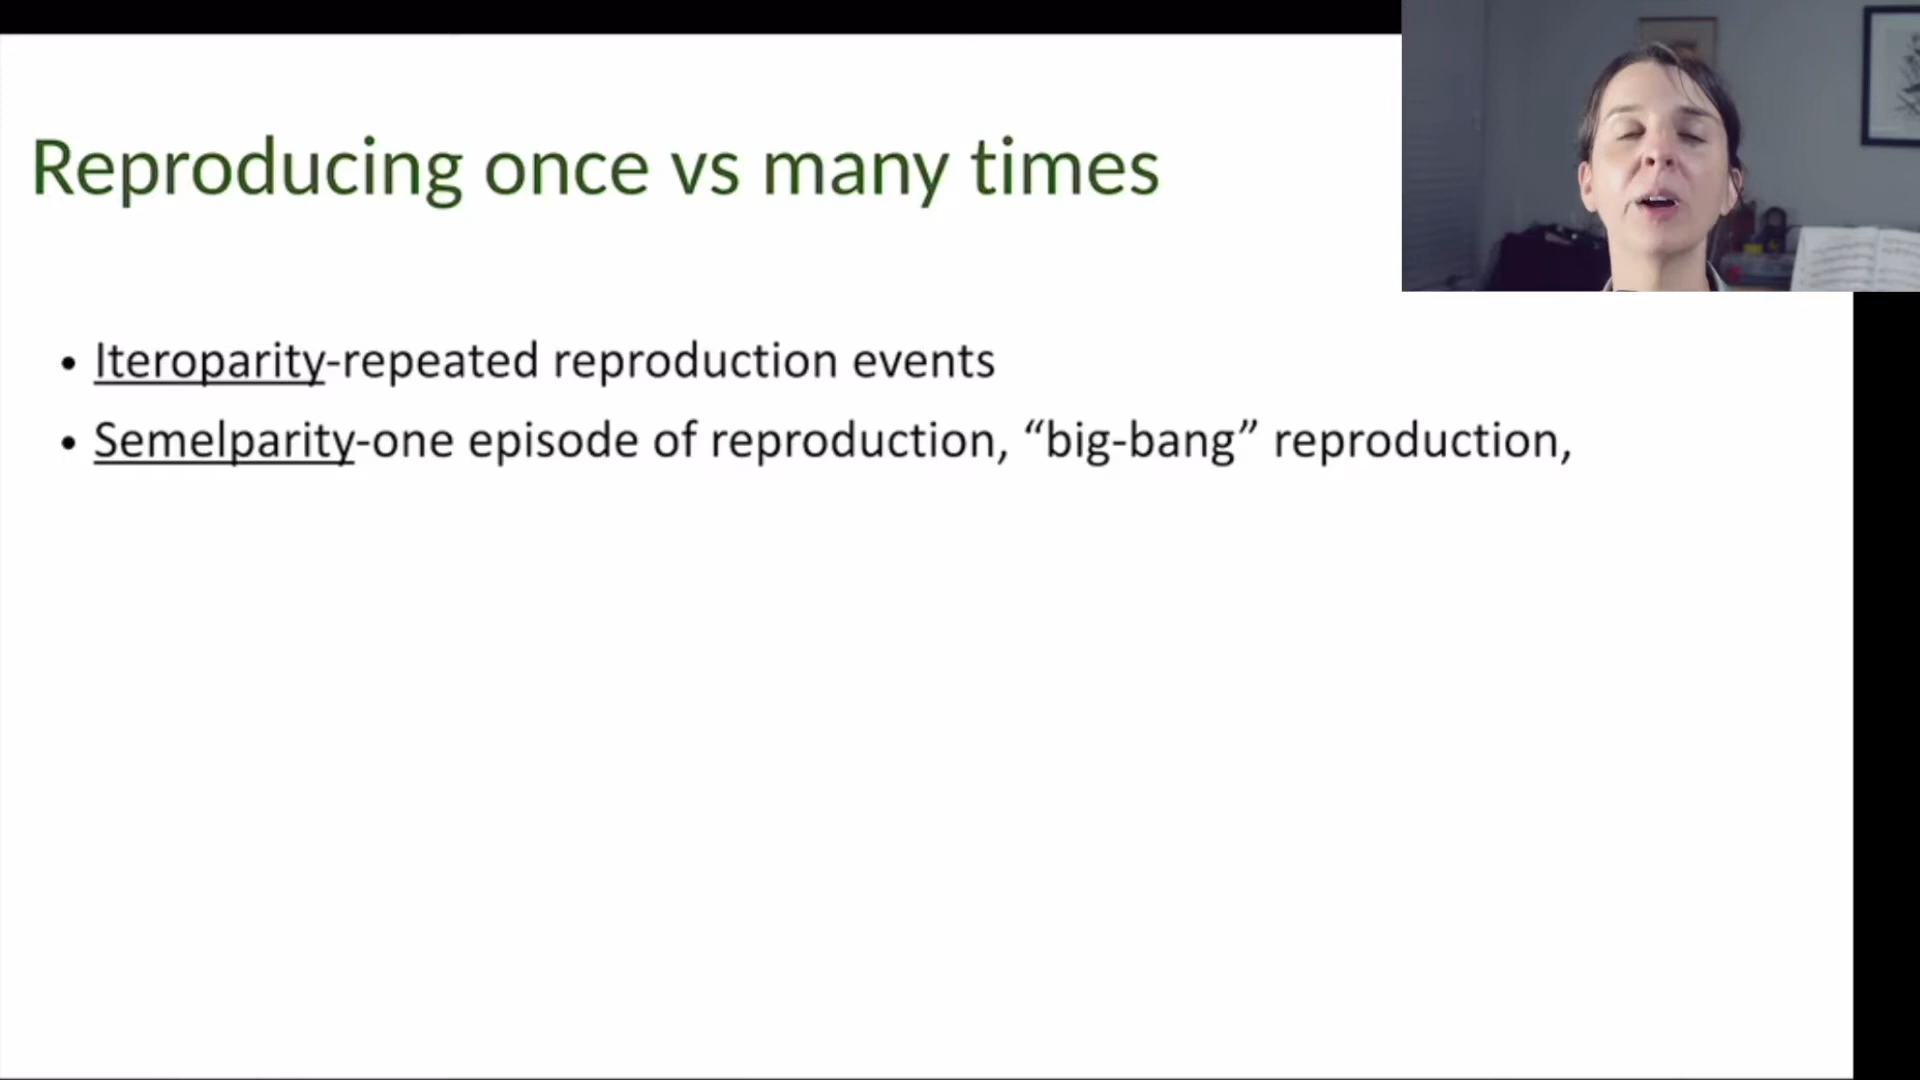 Reproducing once vs many times
• Iteroparity-repeated reproduction events
• Semelparity-one episode of reproduction, “big-bang” reproduction,